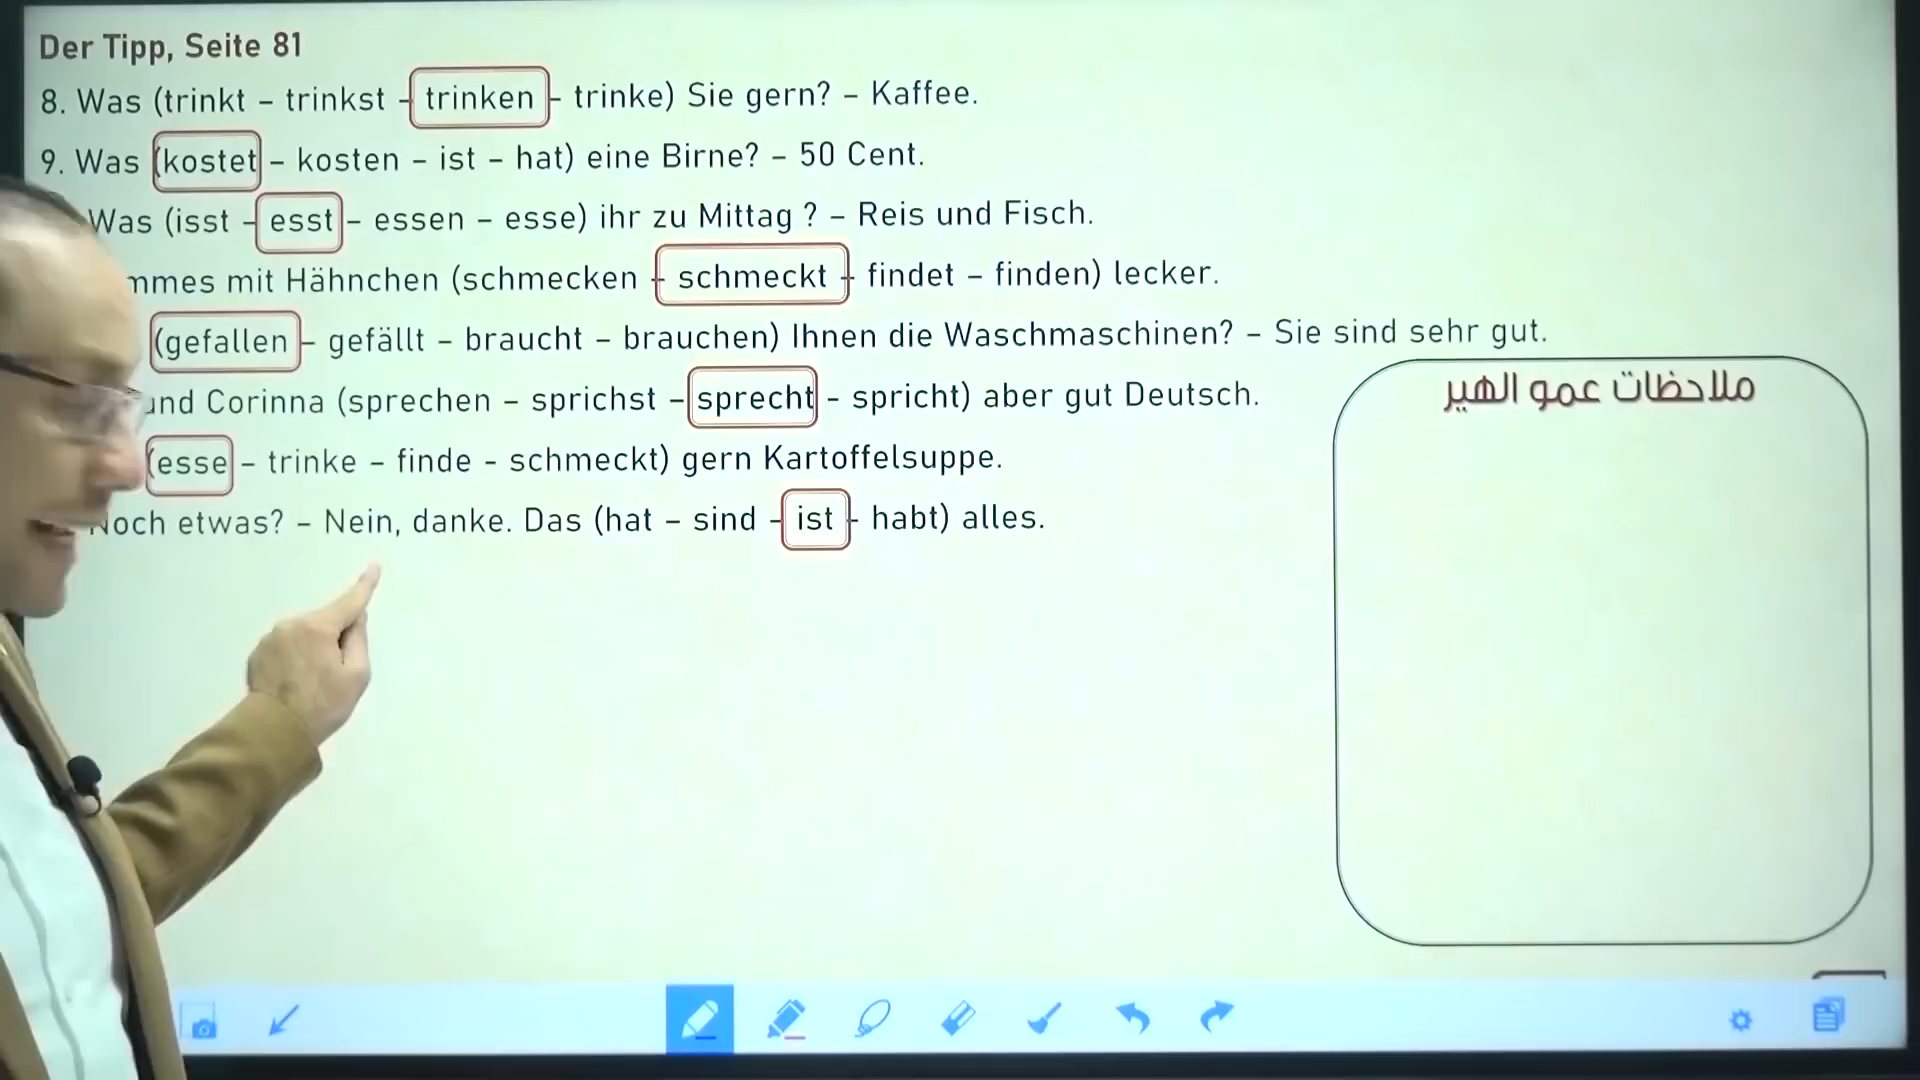 Der Tipp, Seite 81
8. Was (trinkt – trinkst – trinken – trinke) Sie gern? – Kaffee.
9. Was (kostet – kosten – ist – hat) eine Birne? – 50 Cent.
Was (isst – esst – essen – esse) ihr zu Mittag ? – Reis und Fisch.
mmes mit Hähnchen (schmecken – schmeckt – findet – finden) lecker.
(gefallen – gefällt – braucht – brauchen) Ihnen die Waschmaschinen? – Sie sind sehr gut.
und Corinna (sprechen – sprichst – sprecht – spricht) aber gut Deutsch.
(esse – trinke – finde - schmeckt) gern Kartoffelsuppe.
Noch etwas? – Nein, danke. Das (hat – sind – ist – habt) alles.
ملاحظات عمو الهير